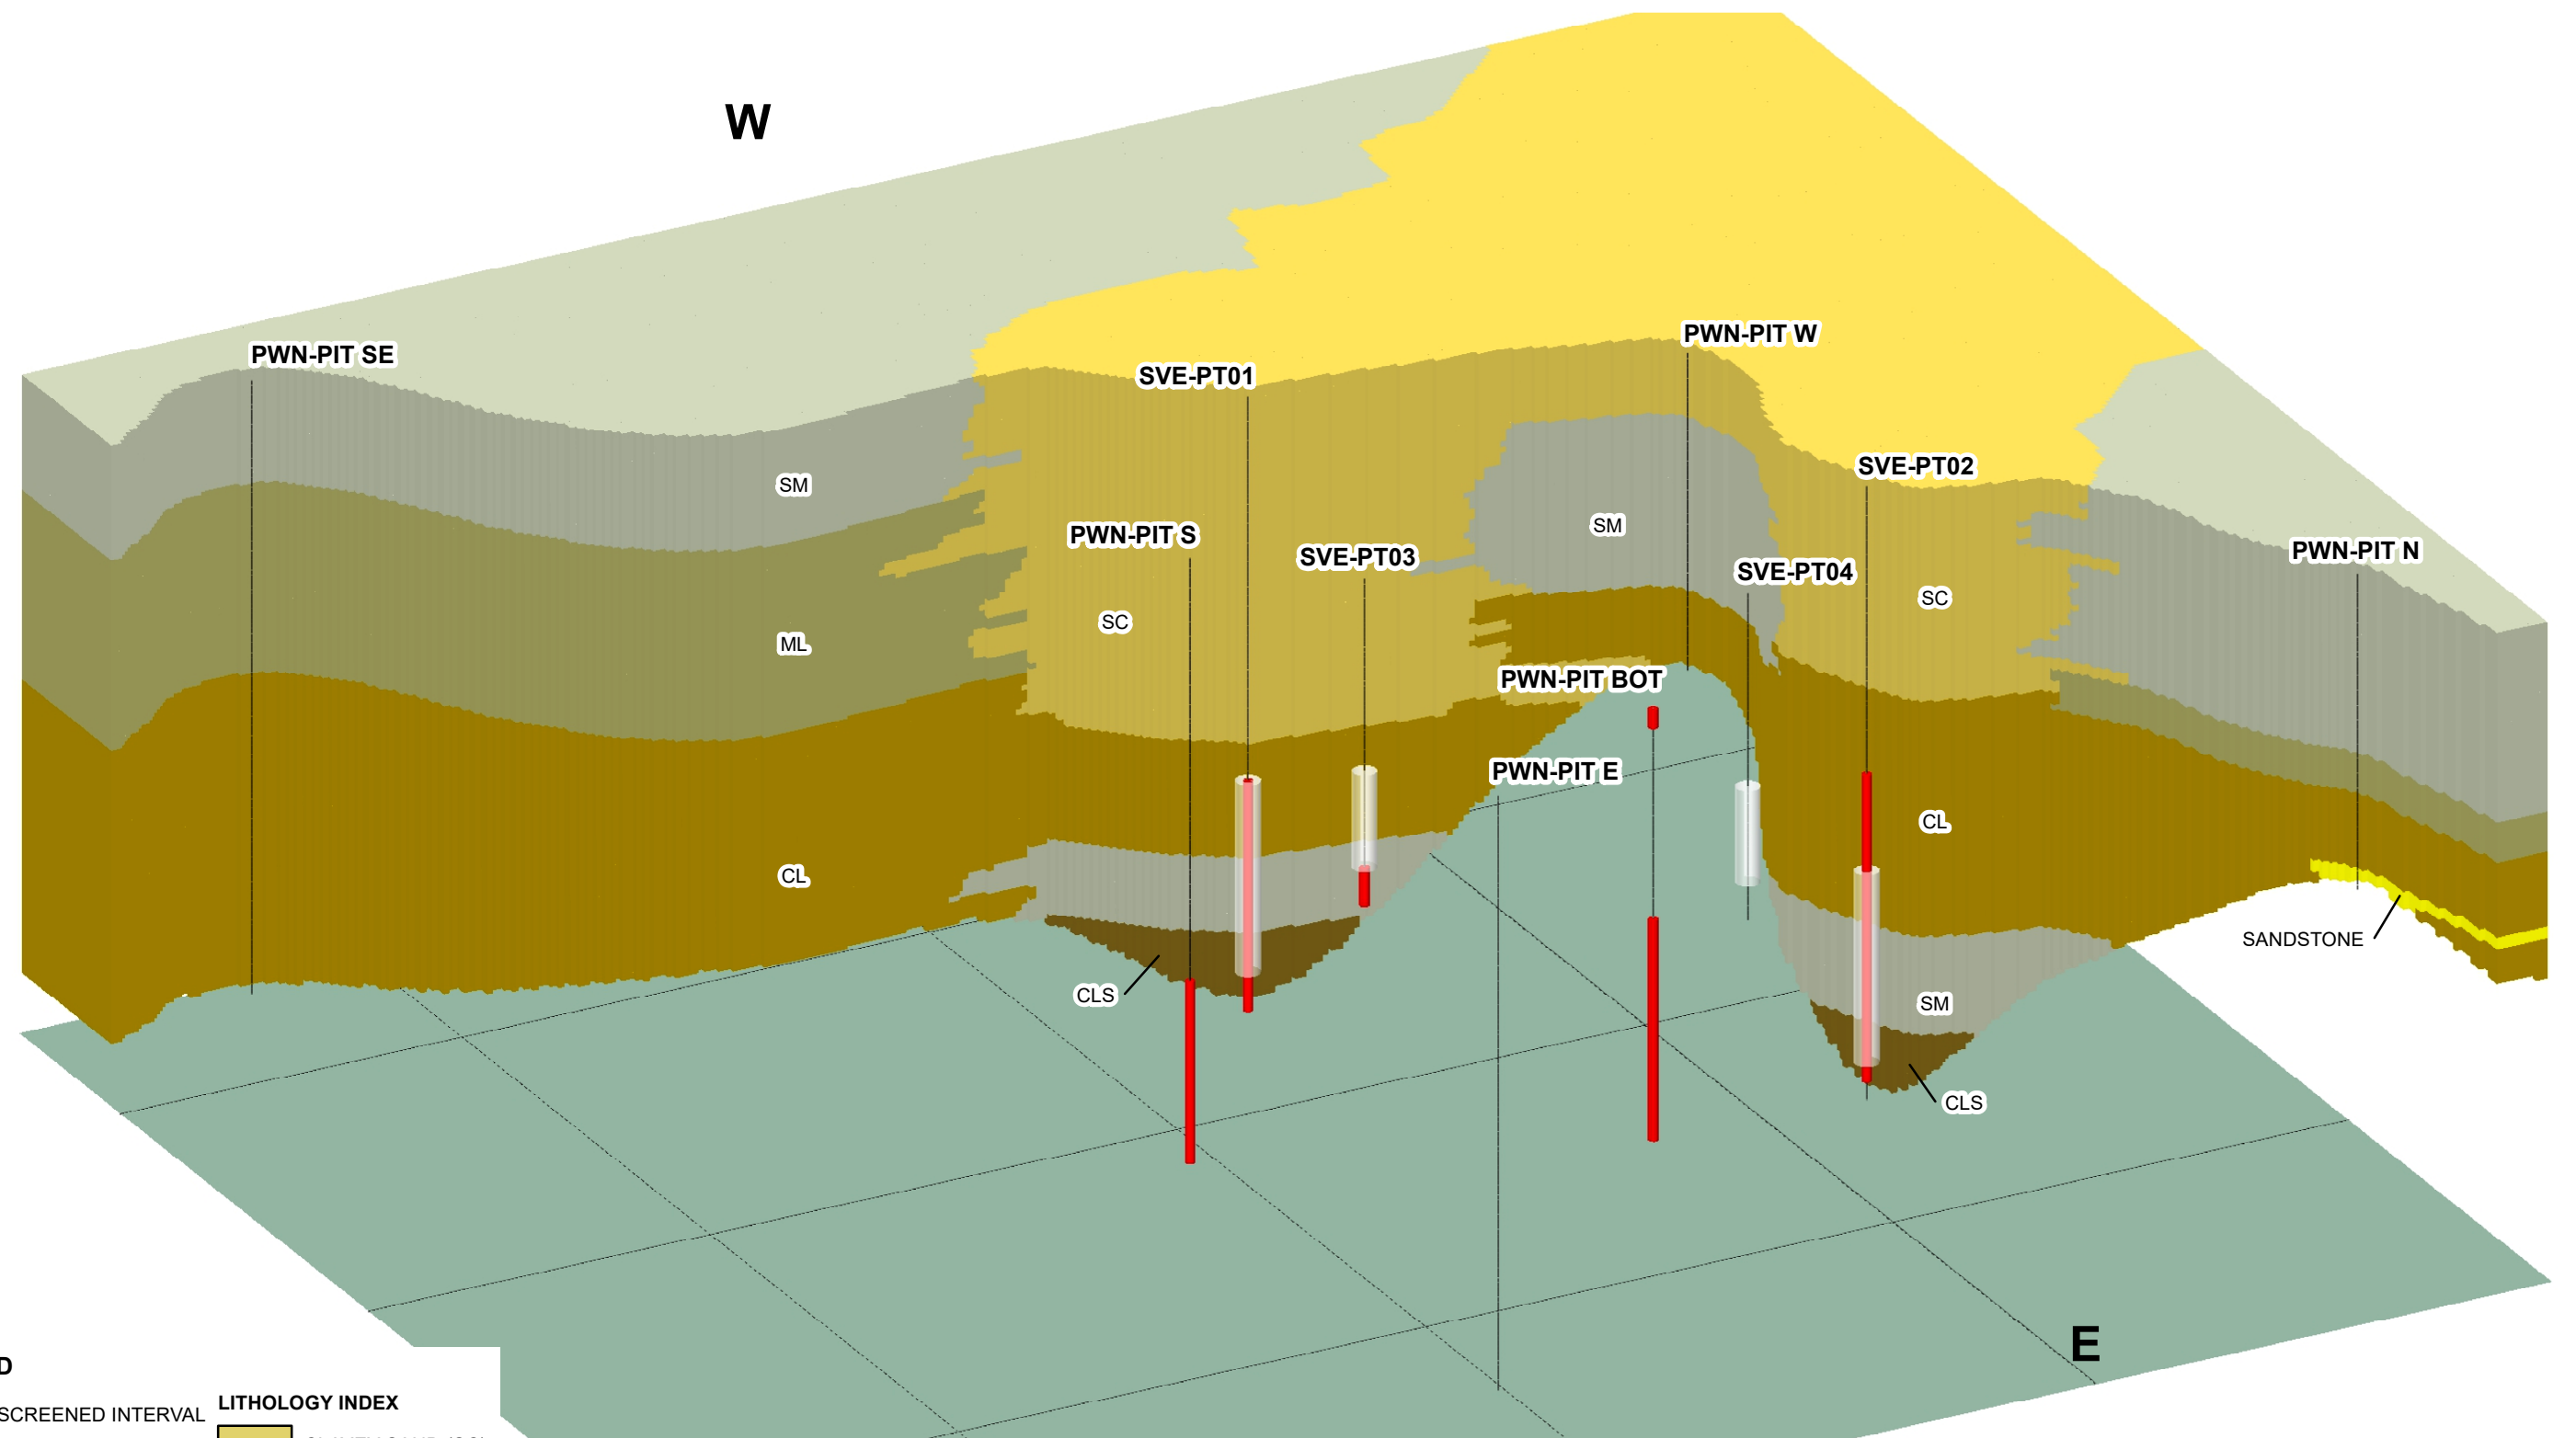 W
PWN-PIT SE
PWN-PIT W
SVE-PT01
SVE-PT02
SM
PWN-PIT S
SM
PWN-PIT N
SVE-PT03
SVE-PT04
SC
SC
ML
PWN-PIT BOT
PWN-PIT E
CL
CL
SANDSTONE
CLS
SM
CLS
E
D
SCREENED INTERVAL
LITHOLOGY INDEX